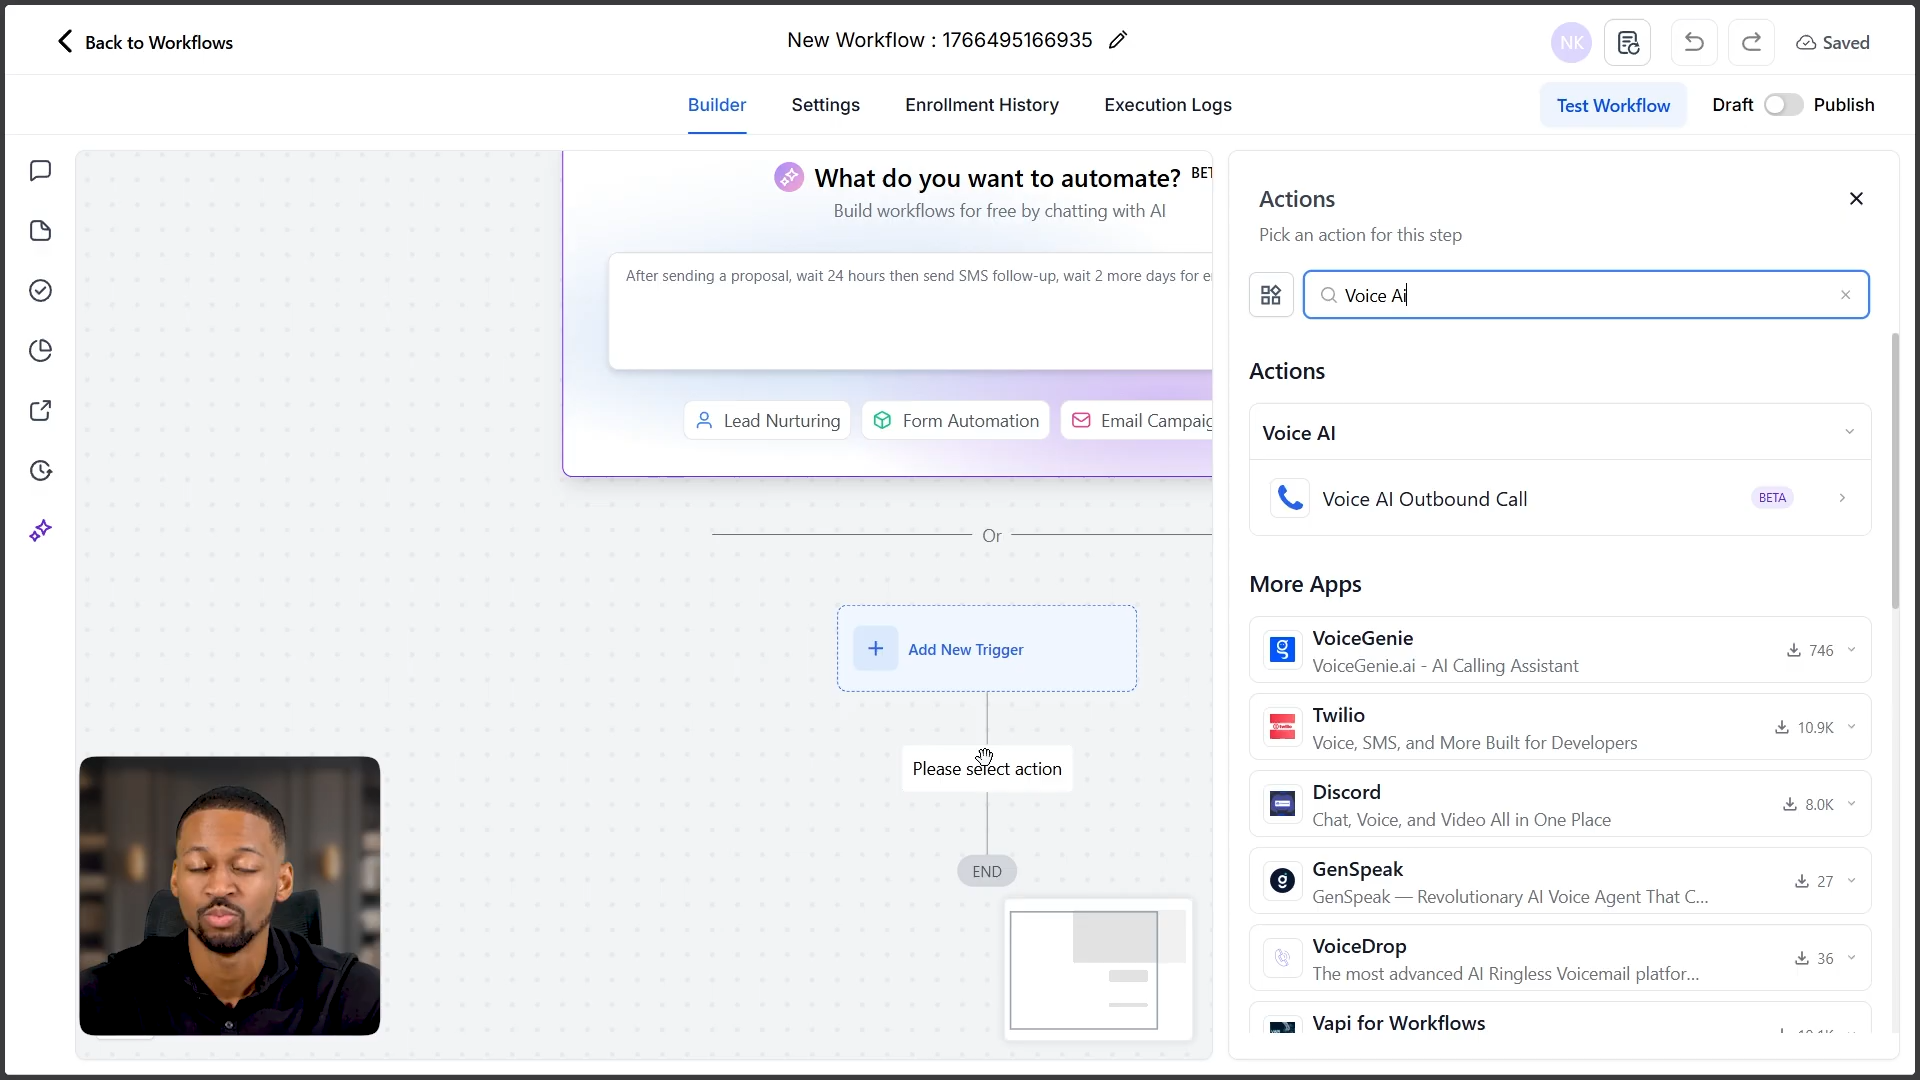 Back to Workflows
New Workflow : 1766495166935
NK
Saved
Builder
Settings
Enrollment History
Execution Logs
Test Workflow
Draft
Publish
What do you want to automate?
Build workflows for free by chatting with AI
After sending a proposal, wait 24 hours then send SMS follow-up, wait 2 more days for
Lead Nurturing
Form Automation
Email
Or
Add New Trigger
Please select action
END
Actions
Pick an action for this step
Voice Ai
Actions
Voice AI
Voice AI Outbound Call
BETA
More Apps
VoiceGenie
VoiceGenie.ai - AI Calling Assistant
746
Twilio
Voice, SMS, and More Built for Developers
10.9K
Discord
Chat, Voice, and Video All in One Place
8.0K
GenSpeak
GenSpeak — Revolutionary AI Voice Agent That C...
27
VoiceDrop
The most advanced AI Ringless Voicemail platfor...
36
Vapi for Workflows